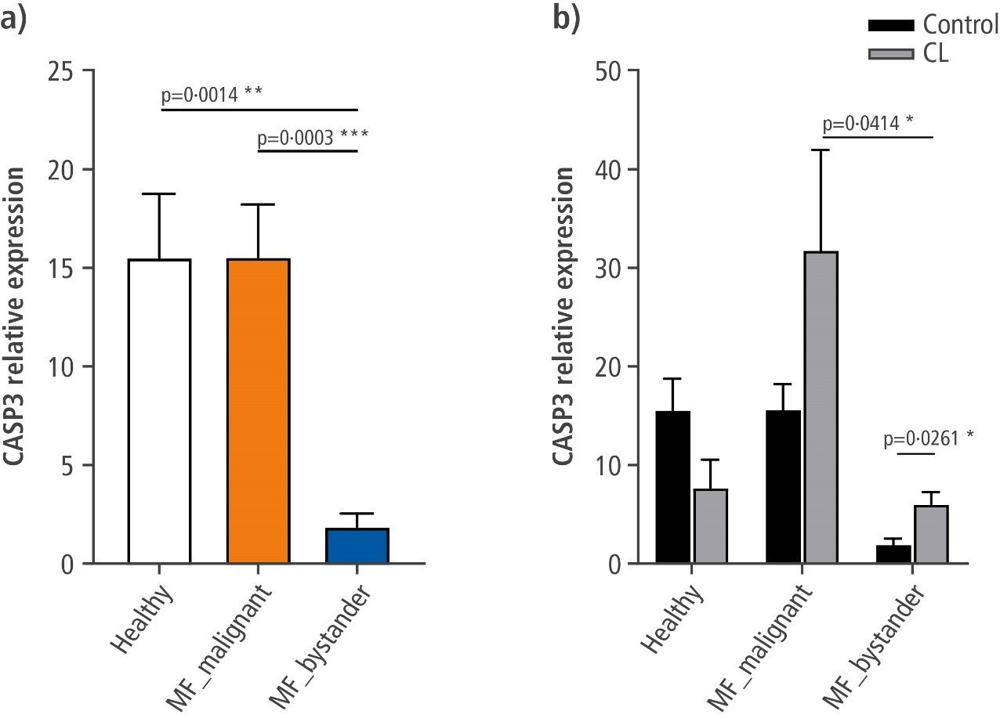 a)
CASP3 relative expression
25
20
15
10
5
0
p=0·0014 **
p=0·0003 ***
Healthy
MF_malignant
MF_bystander
b)
Control
CL
CASP3 relative expression
50
40
30
20
10
0
p=0·0414 *
p=0·0261 *
Healthy
MF_malignant
MF_bystander